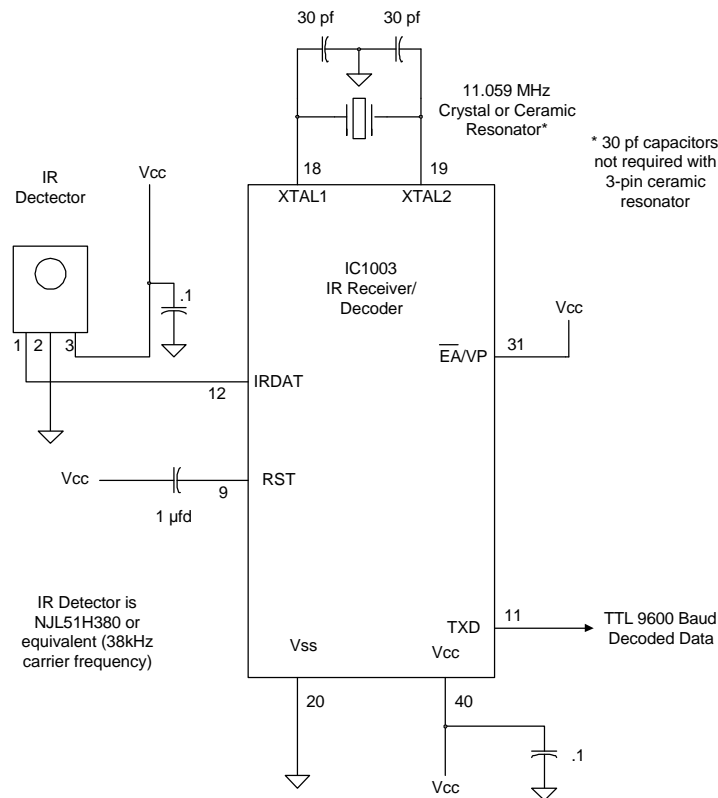 30 pf
30 pf
11.059 MHz
Crystal or Ceramic
Resonator*
* 30 pf capacitors
not required with
3-pin ceramic
resonator
IR
Dectector
Vcc
18
19
XTAL1
XTAL2
IC1003
IR Receiver/
Decoder
.1
Vcc
1
2
3
EA/VP
31
12
IRDAT
Vcc
9
RST
1 µfd
IR Detector is
NJL51H380 or
equivalent (38kHz
carrier frequency)
TXD
11
TTL 9600 Baud
Decoded Data
Vss
Vcc
20
40
.1
Vcc